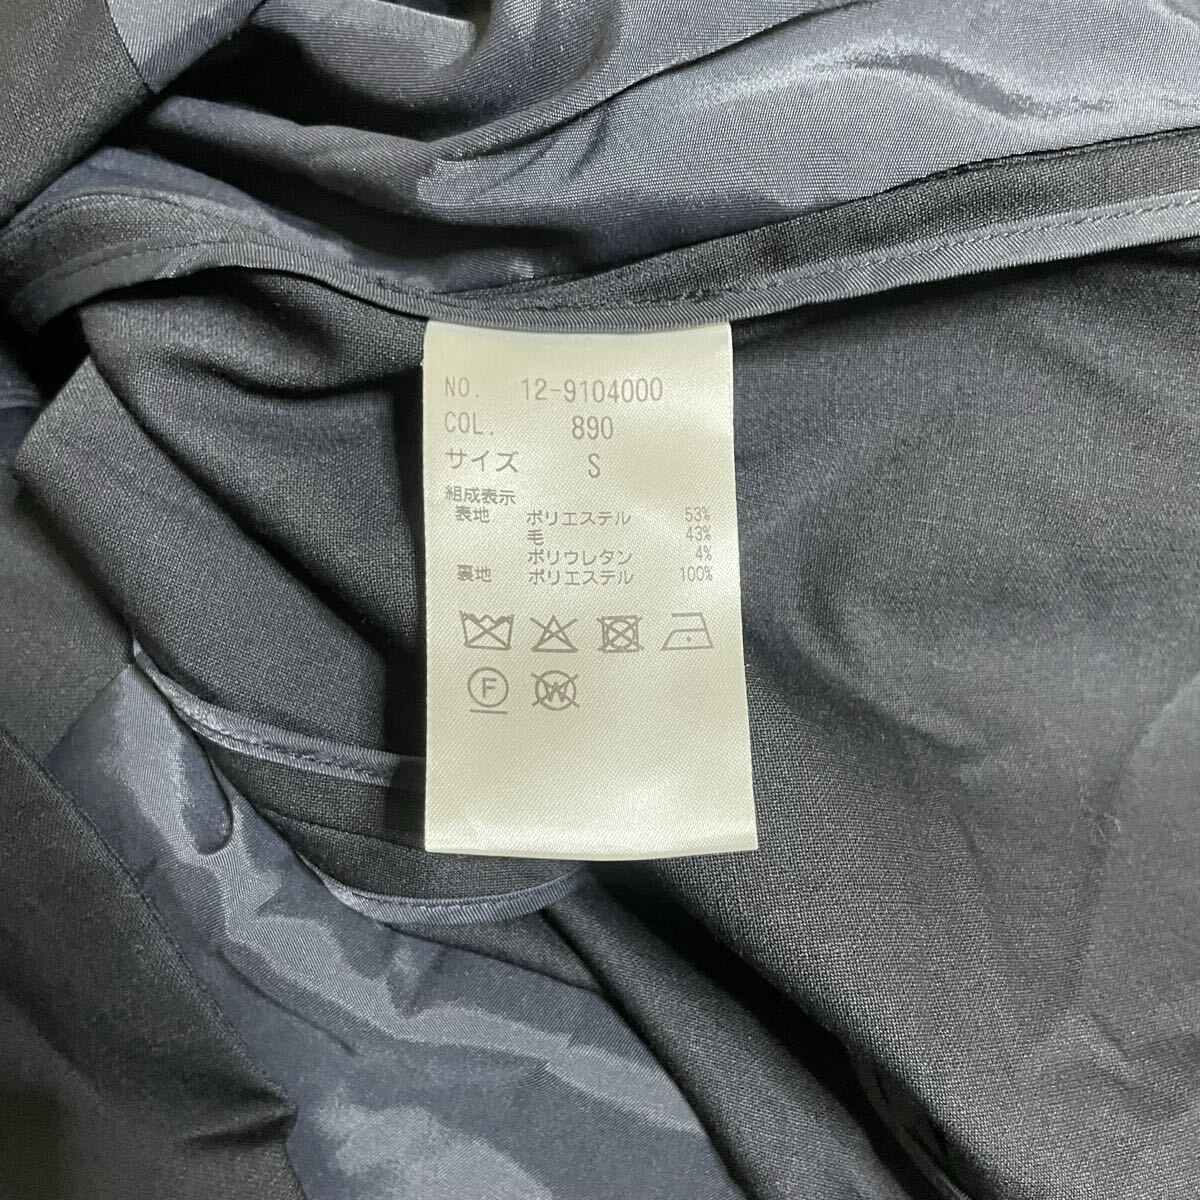 NO. 12-9104000
COL. 890
サイズ S
組成表示
表地 ポリエステル 53%
毛 43%
ポリウレタン 4%
裏地 ポリエステル 100%
F W